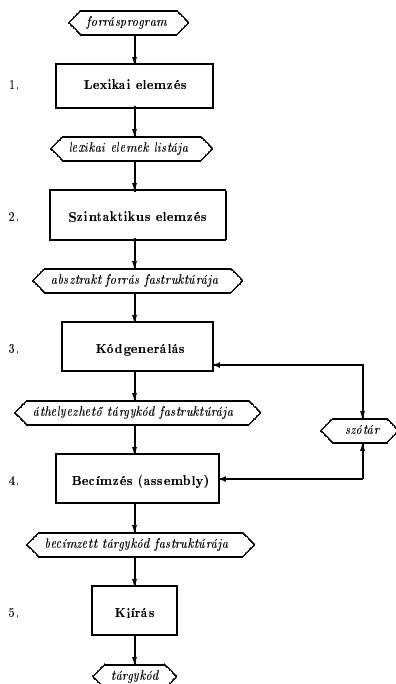 forrásprogram
1. Lexikai elemzés
lexikai elemek listája
2. Szintaktikus elemzés
absztrakt forrás fastruktúrája
3. Kódgenerálás
áthelyezhető tárgykód fastruktúrája
szótár
4. Becímzés (assembly)
becímzett tárgykód fastruktúrája
5. Kjírás
tárgykód